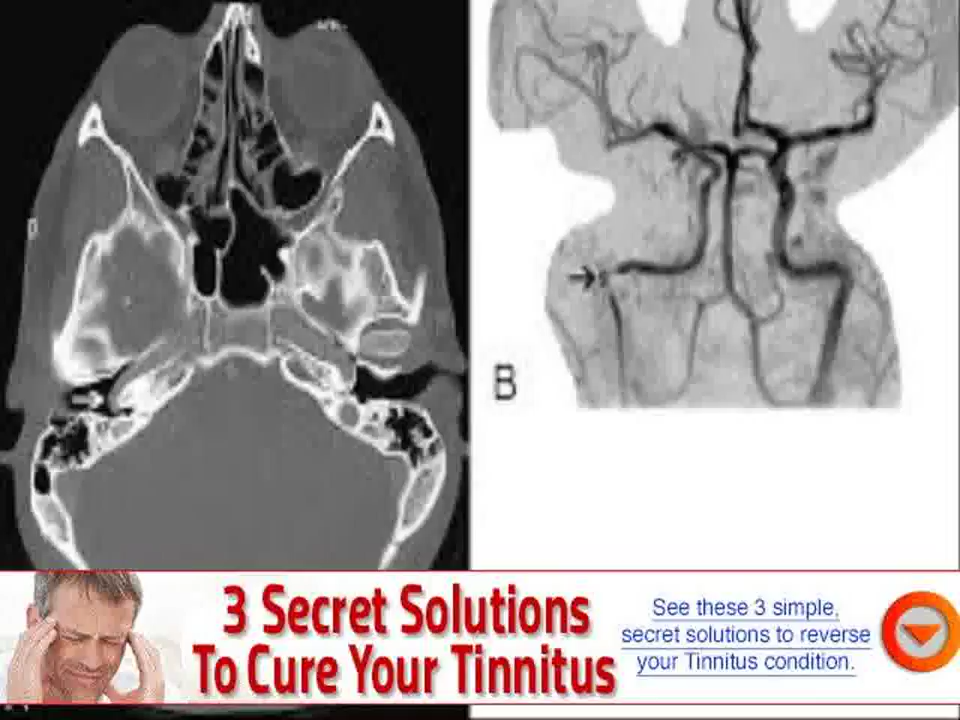 B
3 Secret Solutions
To Cure Your Tinnitus
See these 3 simple,
secret solutions to reverse
your Tinnitus condition.